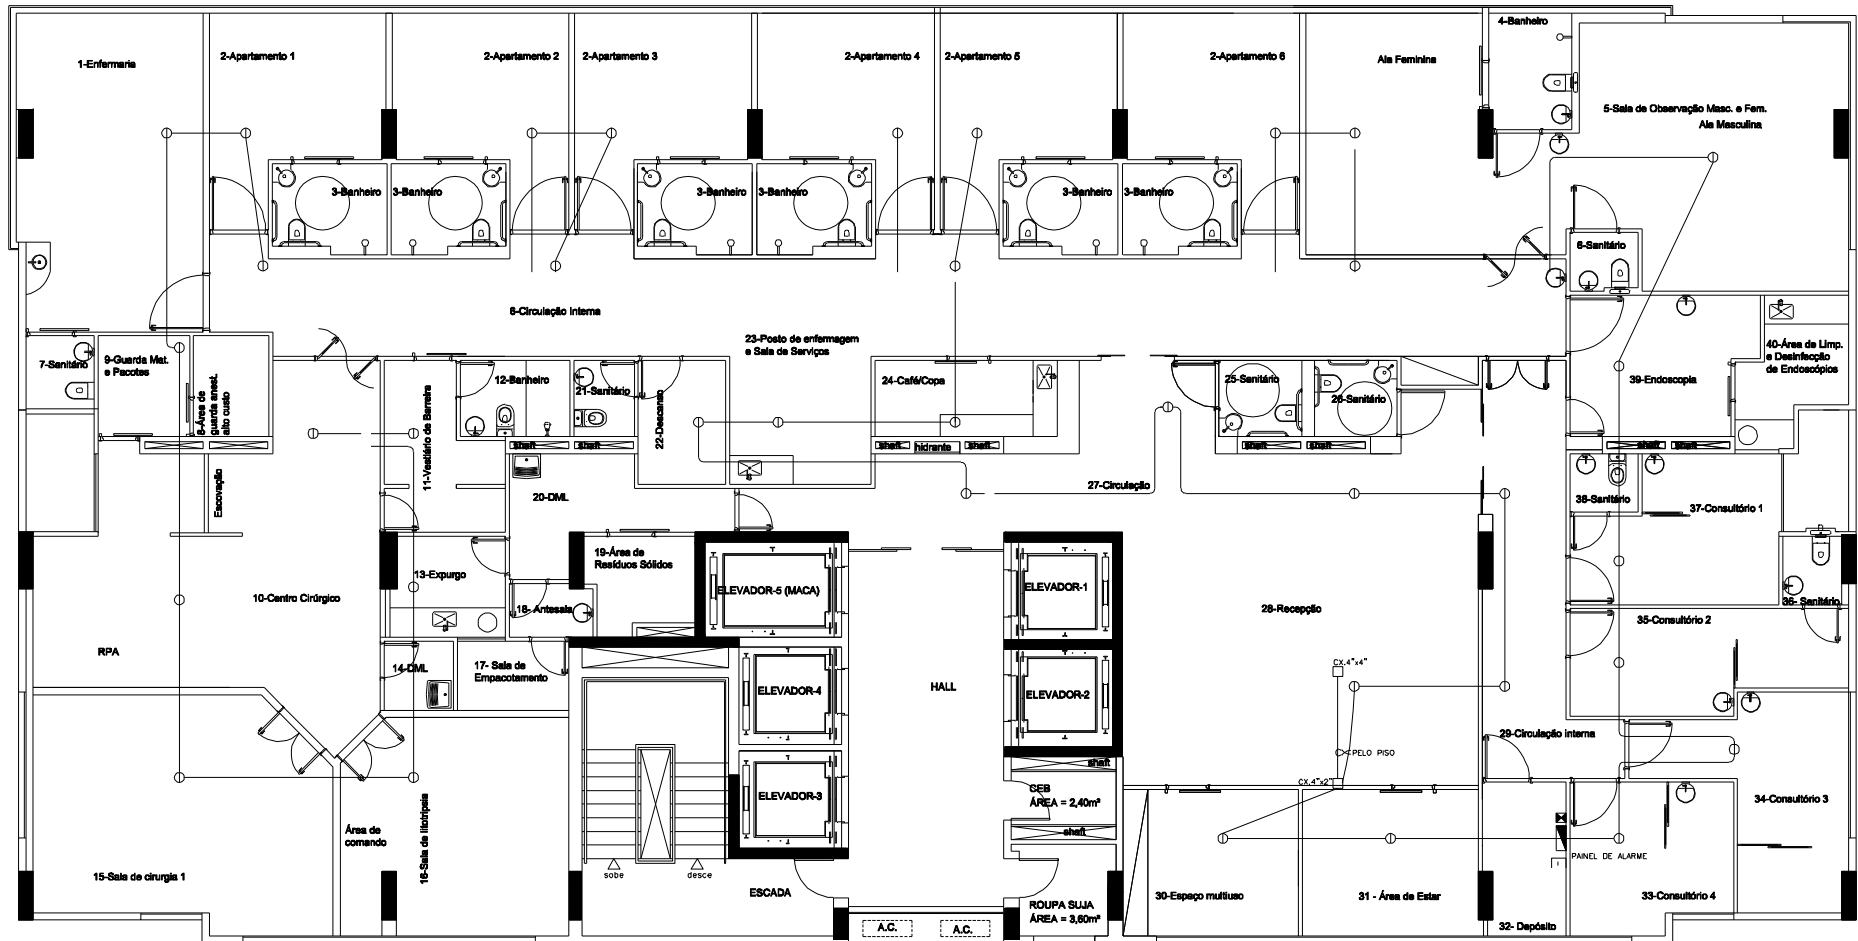 4-Banheiro
1-Enfermaria
2-Apartamento 1
2-Apartamento 2
2-Apartamento 3
2-Apartamento 4
2-Apartamento 5
2-Apartamento 6
Ala Feminina
5-Sala de Observação Masc. e Fem.
Ala Masculina
3-Banheiro
3-Banheiro
3-Banheiro
3-Banheiro
3-Banheiro
3-Banheiro
6-Sanitário
6-Circulação Interna
23-Posto de enfermagem
e Sala de Serviços
7-Sanitário
9-Guarda Mat.
e Pacotes
8-Área de
guarda anest.
alto custo
11-Vestiário de Barreira
12-Banheiro
21-Sanitário
22-Descanso
24-Café/Copa
25-Sanitário
26-Sanitário
39-Endoscopia
40-Área de Limp.
e Desinfecção
de Endoscópios
shaft
shaft
shaft
hidrante
shaft
shaft
shaft
shaft
shaft
Escovação
20-DML
27-Circulação
38-Sanitário
37-Consultório 1
19-Área de
Resíduos Sólidos
13-Expurgo
10-Centro Cirúrgico
18- Antesala
ELEVADOR-5 (MACA)
ELEVADOR-1
28-Recepção
36- Sanitário
35-Consultório 2
RPA
14-DML
17- Sala de
Empacotamento
ELEVADOR-4
HALL
ELEVADOR-2
CX.4"x4"
29-Circulação interna
PELO PISO
shaft
CX.4"x2"
CEB
ÁREA = 2,40m²
ELEVADOR-3
34-Consultório 3
Área de
comando
16-Sala de litotripsia
shaft
PAINEL DE ALARME
sobe
desce
15-Sala de cirurgia 1
ESCADA
ROUPA SUJA
ÁREA = 3,60m²
30-Espaço multiuso
31 - Área de Estar
33-Consultório 4
A.C.
A.C.
32- Depósito